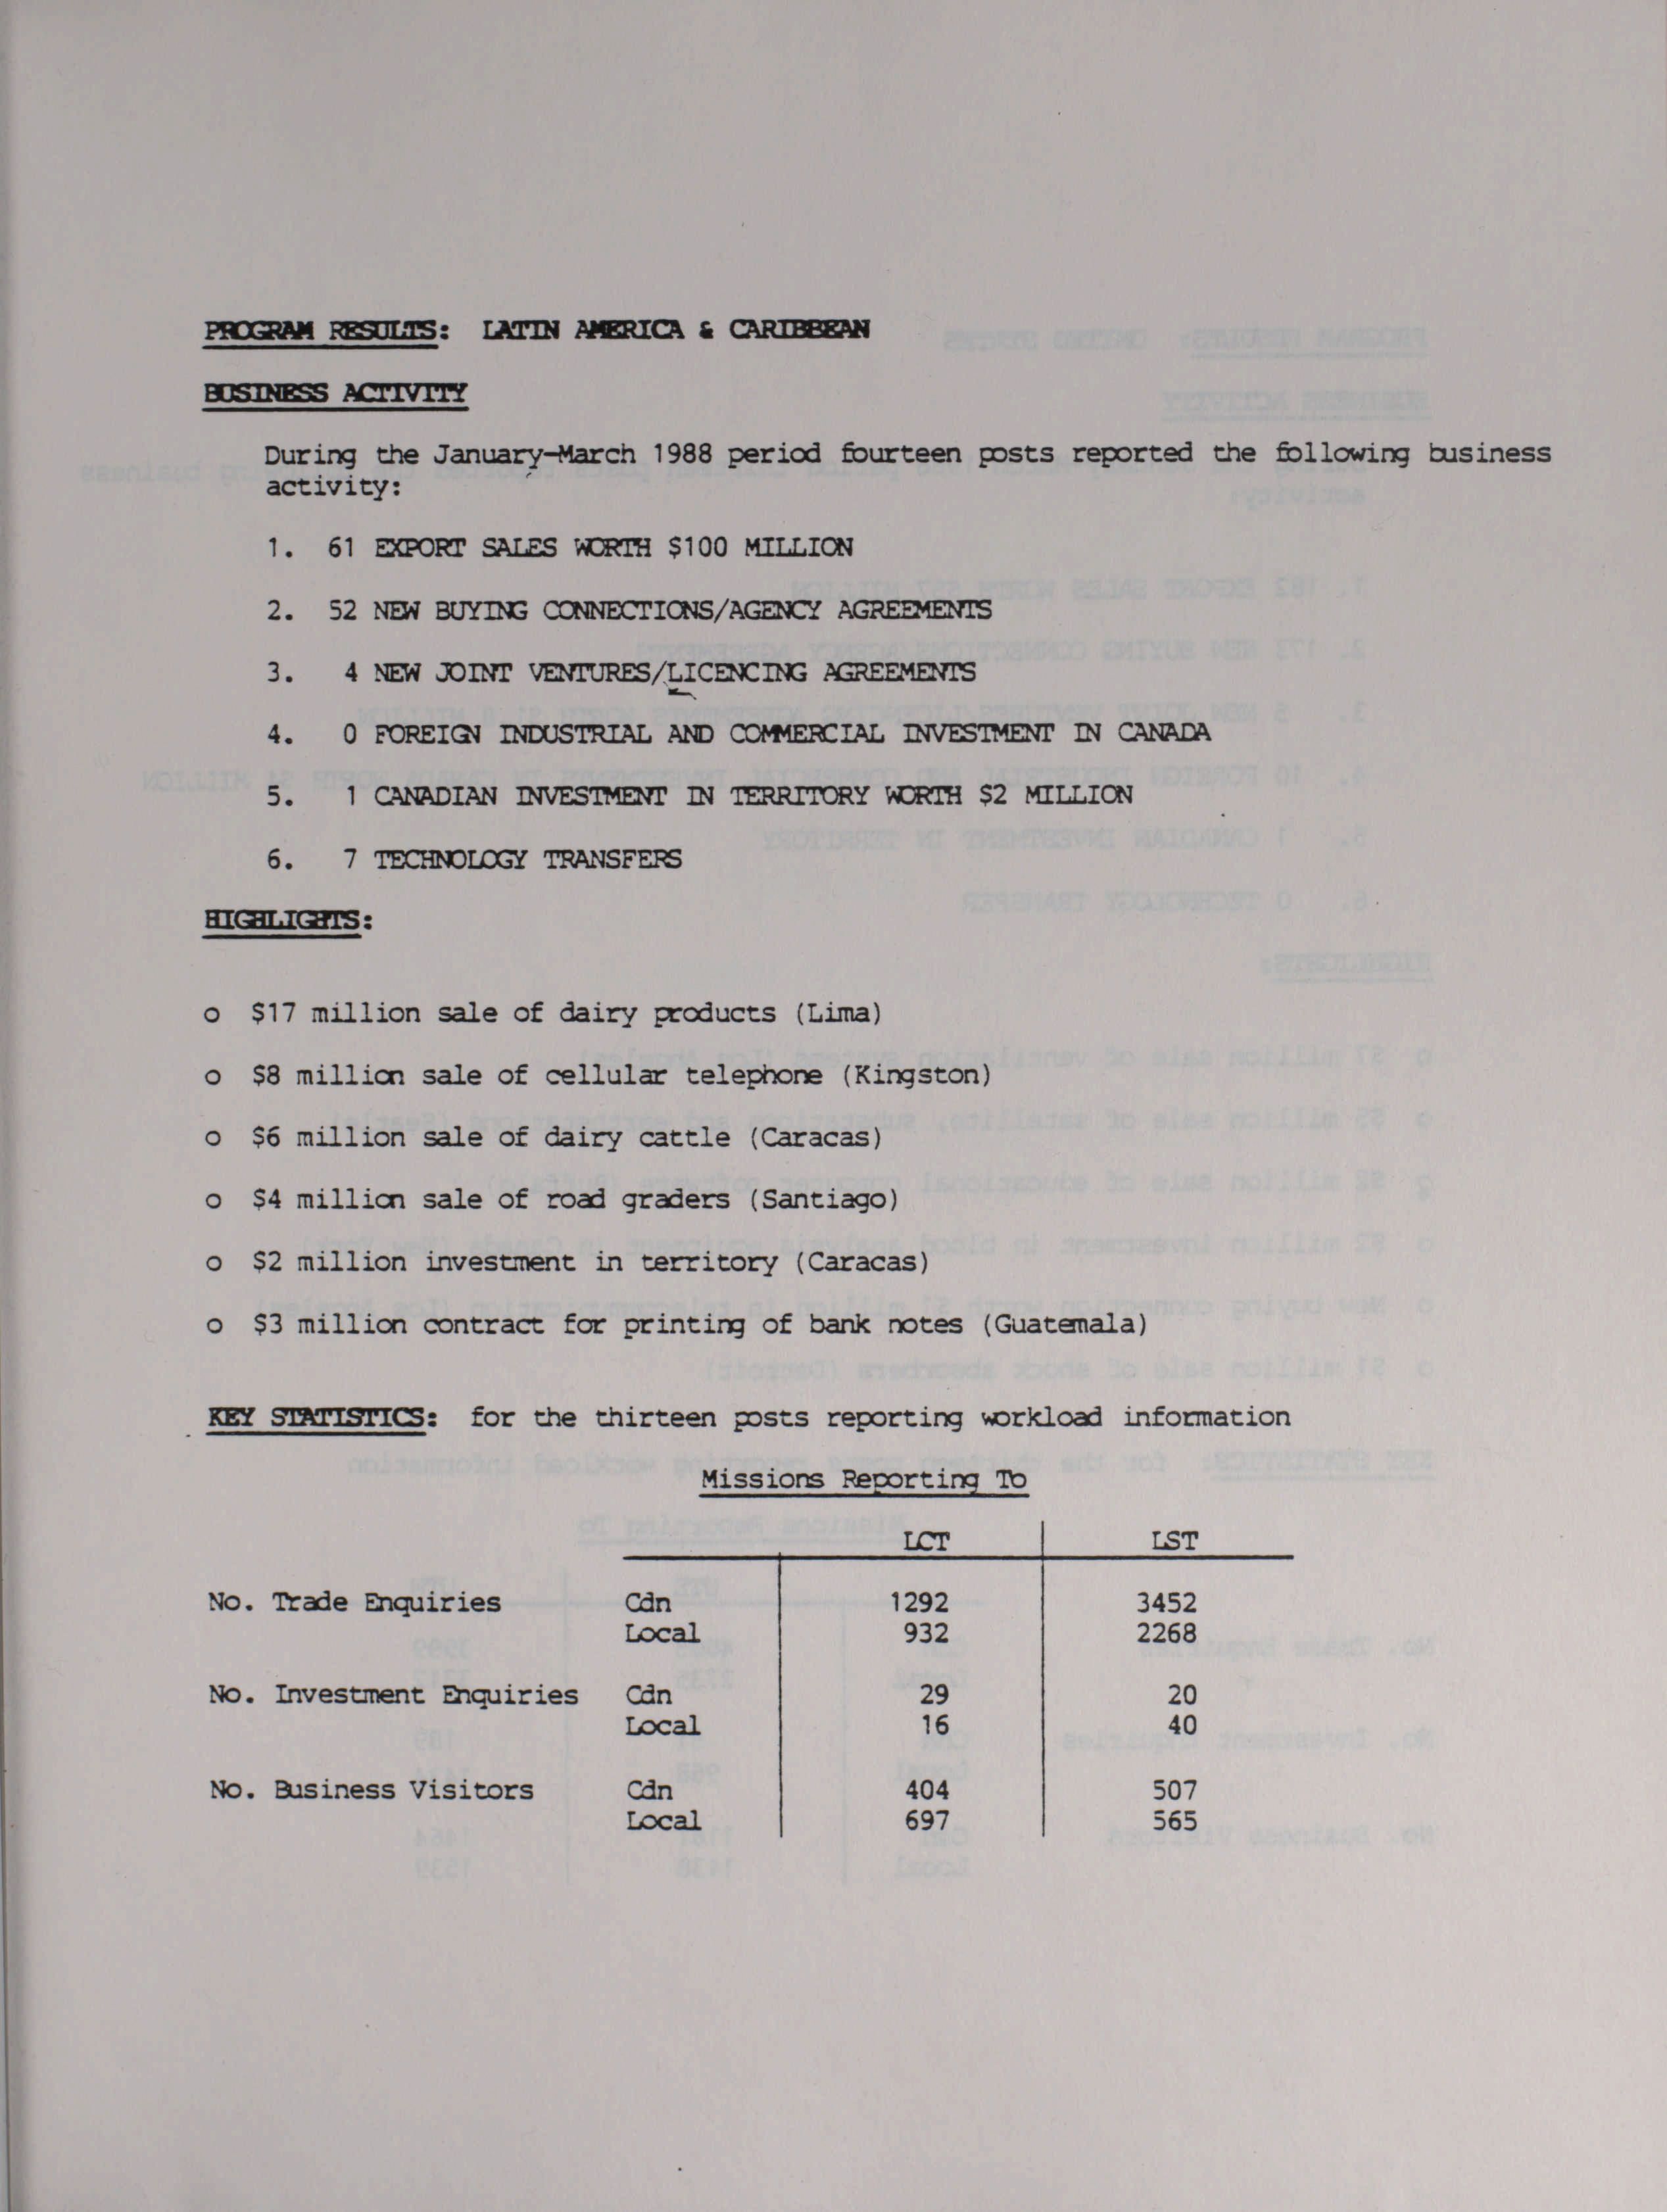 PROGRAM RESULTS: LATIN AMERICA & CARIBBEAN
BUSINESS ACTIVITY
During the January-March 1988 period fourteen posts reported the following business
activity:
1. 61 EXPORT SALES WORTH $100 MILLION
2. 52 NEW BUYING CONNECTIONS/AGENCY AGREEMENTS
3. 4 NEW JOINT VENTURES/LICENCING AGREEMENTS
4. 0 FOREIGN INDUSTRIAL AND COMMERCIAL INVESTMENT IN CANADA
5. 1 CANADIAN INVESTMENT IN TERRITORY WORTH $2 MILLION
6. 7 TECHNOLOGY TRANSFERS
HIGHLIGHTS:
o $17 million sale of dairy products (Lima)
o $8 million sale of cellular telephone (Kingston)
o $6 million sale of dairy cattle (Caracas)
o $4 million sale of road graders (Santiago)
o $2 million investment in territory (Caracas)
o $3 million contract for printing of bank notes (Guatemala)
KEY STATISTICS: for the thirteen posts reporting workload information
Missions Reporting To
LCT LST
No. Trade Enquiries Cdn 1292 3452
Local 932 2268
No. Investment Enquiries Cdn 29 20
Local 16 40
No. Business Visitors Cdn 404 507
Local 697 565